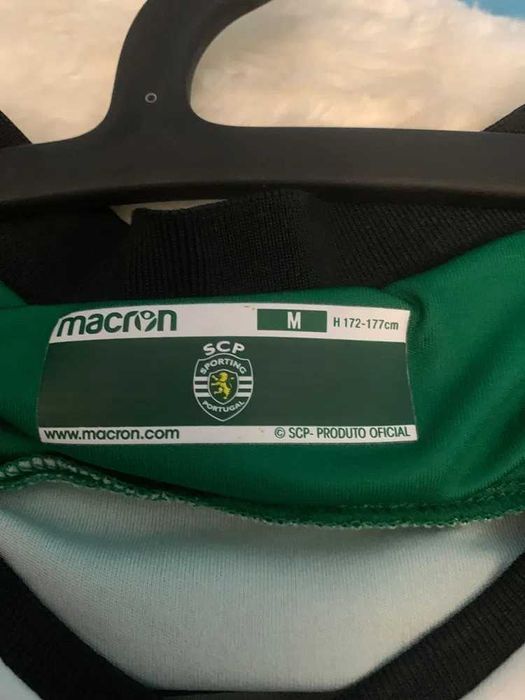 macron M H 172-177cm
SCP
SPORTING
PORTUGAL
www.macron.com © SCP- PRODUTO OFICIAL